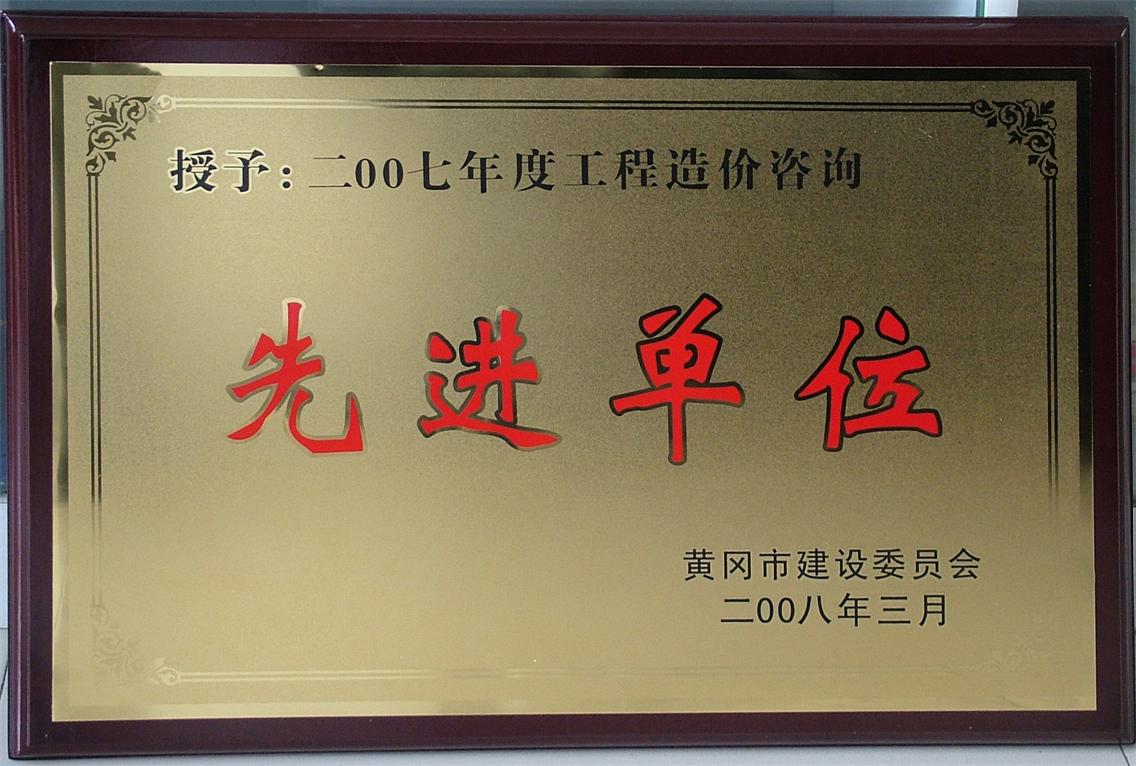 授予:二00七年度工程造价咨询
先进单位
黄冈市建设委员会
二00八年三月